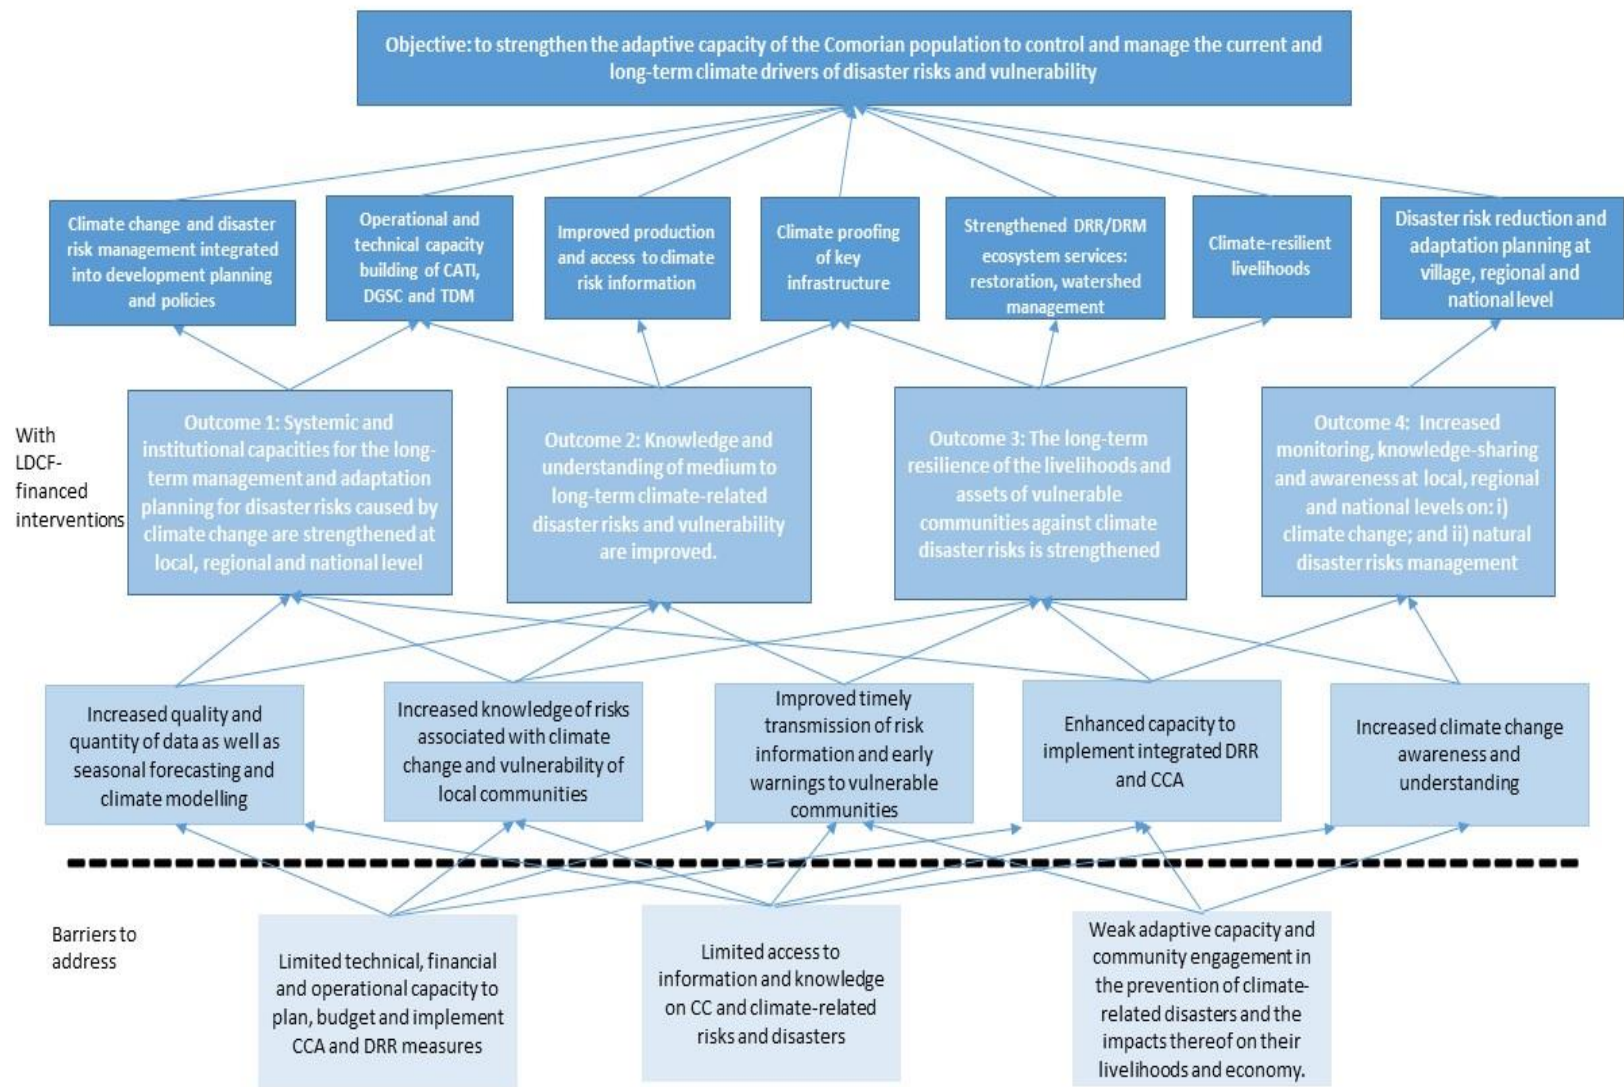 Objective: to strengthen the adaptive capacity of the Comorian population to control and manage the current and
long-term climate drivers of disaster risks and vulnerability
Climate change and disaster
risk management integrated
into development planning
and policies
Operational and
technical capacity
building of CATI,
DGSC and TDM
Improved production
and access to climate
risk information
Climate proofing
of key
infrastructure
Strengthened DRR/DRM
ecosystem services:
restoration, watershed
management
Climate-resilient
livelihoods
Disaster risk reduction and
adaptation planning at
village, regional and
national level
With
LDCF-
financed
interventions
Outcome 1: Systemic and
institutional capacities for the long-
term management and adaptation
planning for disaster risks caused by
climate change are strengthened at
local, regional and national level
Outcome 2: Knowledge and
understanding of medium to
long-term climate-related
disaster risks and vulnerability
are improved.
Outcome 3: The long-term
resilience of the livelihoods and
assets of vulnerable
communities against climate
disaster risks is strengthened
Outcome 4: Increased
monitoring, knowledge-sharing
and awareness at local, regional
and national levels on: i)
climate change; and ii) natural
disaster risks management
Increased quality and
quantity of data as well as
seasonal forecasting and
climate modelling
Increased knowledge of risks
associated with climate
change and vulnerability of
local communities
Improved timely
transmission of risk
information and early
warnings to vulnerable
communities
Enhanced capacity to
implement integrated DRR
and CCA
Increased climate change
awareness and
understanding
Barriers to
address
Limited technical, financial
and operational capacity to
plan, budget and implement
CCA and DRR measures
Limited access to
information and knowledge
on CC and climate-related
risks and disasters
Weak adaptive capacity and
community engagement in
the prevention of climate-
related disasters and the
impacts thereof on their
livelihoods and economy.